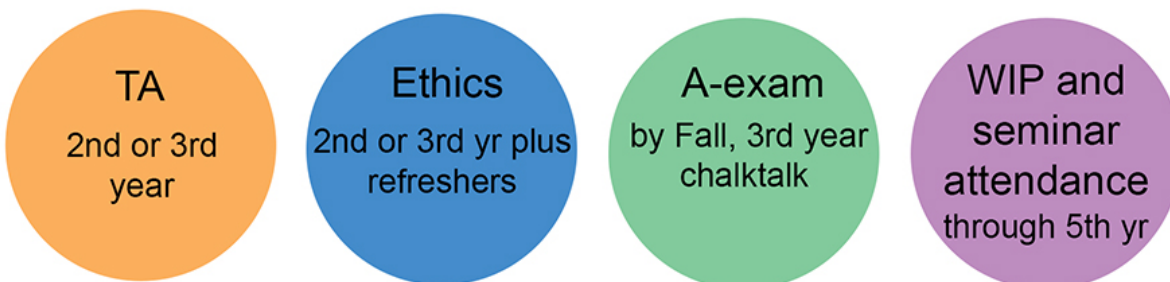 TA
2nd or 3rd
year
Ethics
2nd or 3rd yr plus
refreshers
A-exam
by Fall, 3rd year
chalktalk
WIP and
seminar
attendance
through 5th yr